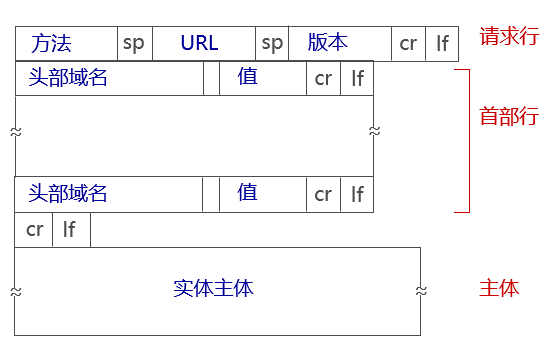 方法 sp URL sp 版本 cr lf 请求行
头部域名 值 cr lf
首部行
头部域名 值 cr lf
cr lf
实体主体 主体